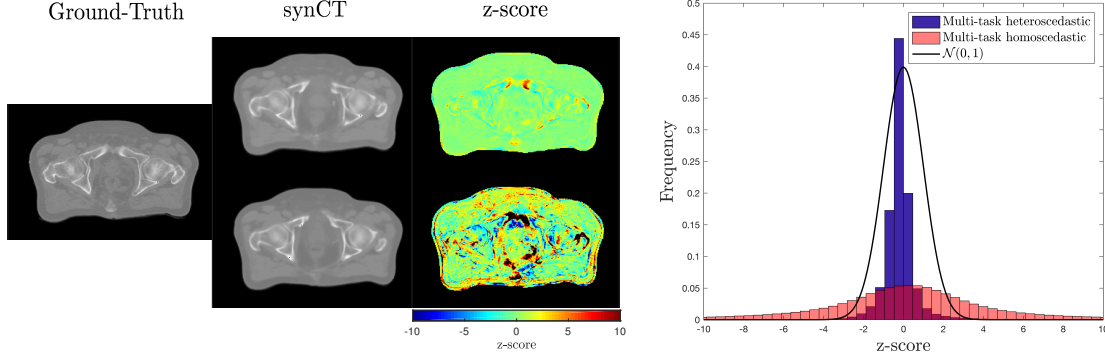 Ground-Truth synCT z-score
-10 -5 0 5 10
z-score
Multi-task heteroscedastic
Multi-task homoscedastic
𝒩(0, 1)
Frequency
0.5
0.45
0.4
0.35
0.3
0.25
0.2
0.15
0.1
0.05
0
-10 -8 -6 -4 -2 0 2 4 6 8 10
z-score